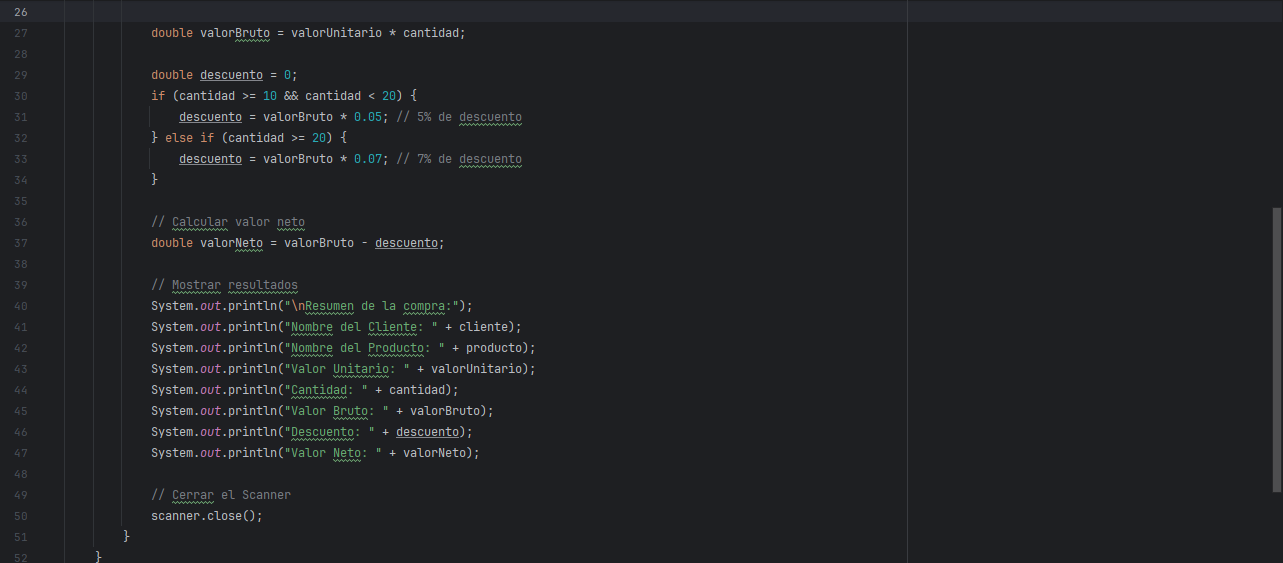 26
27 double valorBruto = valorUnitario * cantidad;
28
29 double descuento = 0;
30 if (cantidad >= 10 && cantidad < 20) {
31 descuento = valorBruto * 0.05; // 5% de descuento
32 } else if (cantidad >= 20) {
33 descuento = valorBruto * 0.07; // 7% de descuento
34 }
35
36 // Calcular valor neto
37 double valorNeto = valorBruto - descuento;
38
39 // Mostrar resultados
40 System.out.println("\nResumen de la compra:");
41 System.out.println("Nombre del Cliente: " + cliente);
42 System.out.println("Nombre del Producto: " + producto);
43 System.out.println("Valor Unitario: " + valorUnitario);
44 System.out.println("Cantidad: " + cantidad);
45 System.out.println("Valor Bruto: " + valorBruto);
46 System.out.println("Descuento: " + descuento);
47 System.out.println("Valor Neto: " + valorNeto);
48
49 // Cerrar el Scanner
50 scanner.close();
51 }
52 }